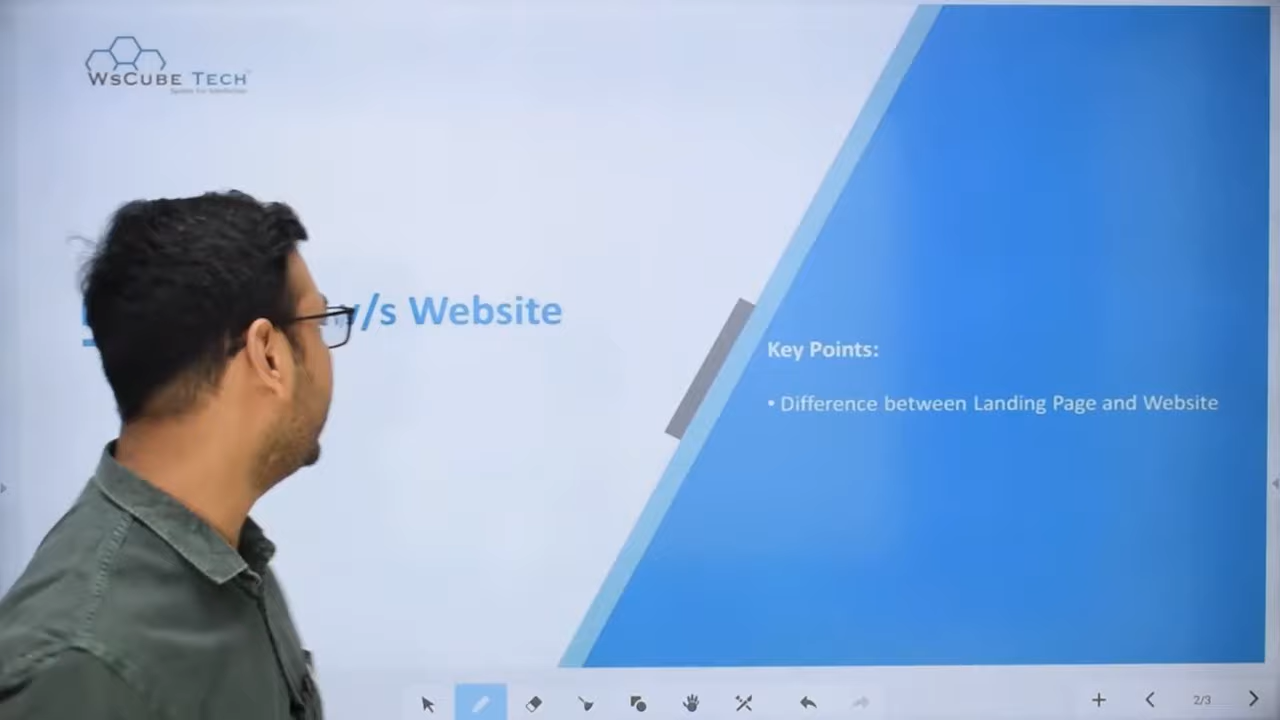 WsCube Tech
/s Website
Key Points:
• Difference between Landing Page and Website
2/3